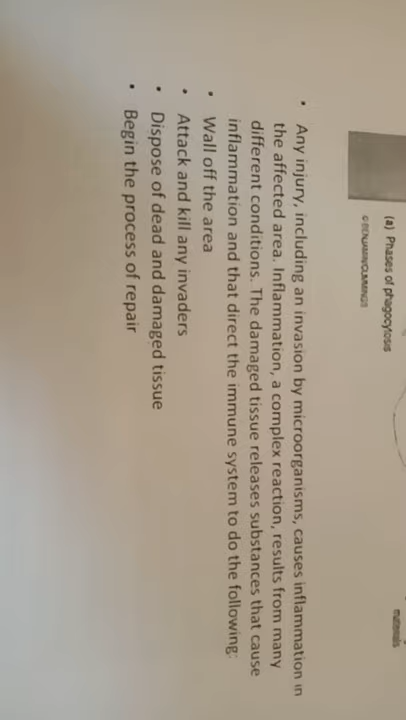 materials
(a) Phases of phagocytosis
© BENJAMIN/CUMMINGS
• Any injury, including an invasion by microorganisms, causes inflammation in
the affected area. Inflammation, a complex reaction, results from many
different conditions. The damaged tissue releases substances that cause
inflammation and that direct the immune system to do the following:
• Wall off the area
• Attack and kill any invaders
• Dispose of dead and damaged tissue
• Begin the process of repair